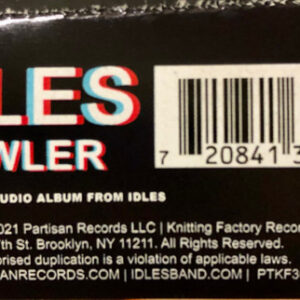 LES
WLER
7 20841 3
UDIO ALBUM FROM IDLES
021 Partisan Records LLC | Knitting Factory Recor
th St. Brooklyn, NY 11211. All Rights Reserved.
orised duplication is a violation of applicable laws.
ANRECORDS.COM | IDLESBAND.COM | PTKF3